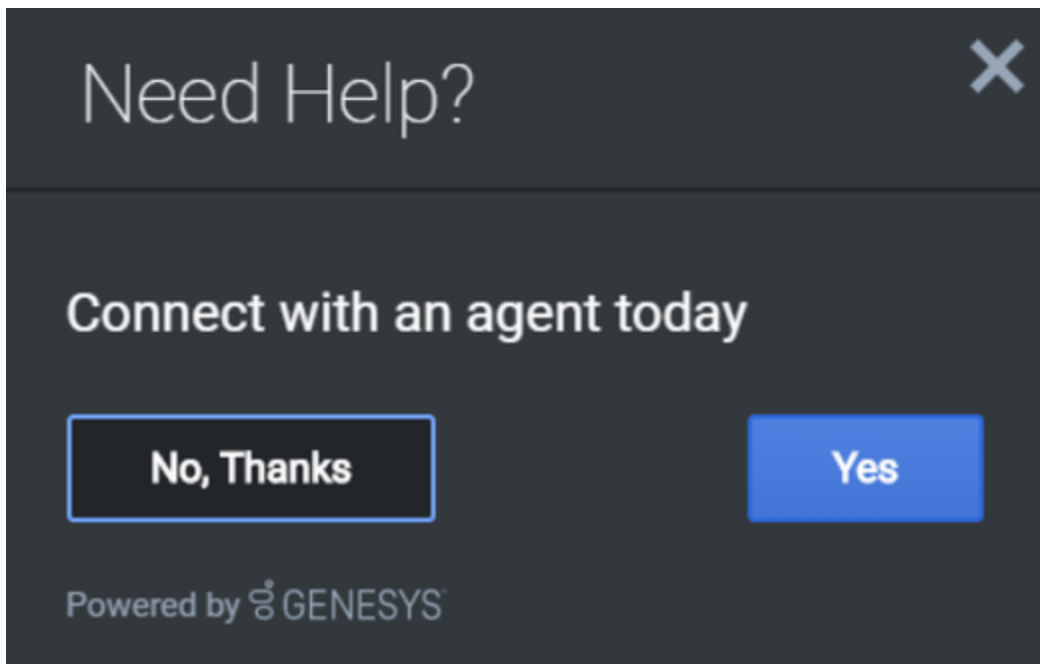 Need Help?
Connect with an agent today
No, Thanks
Yes
Powered by GENESYS